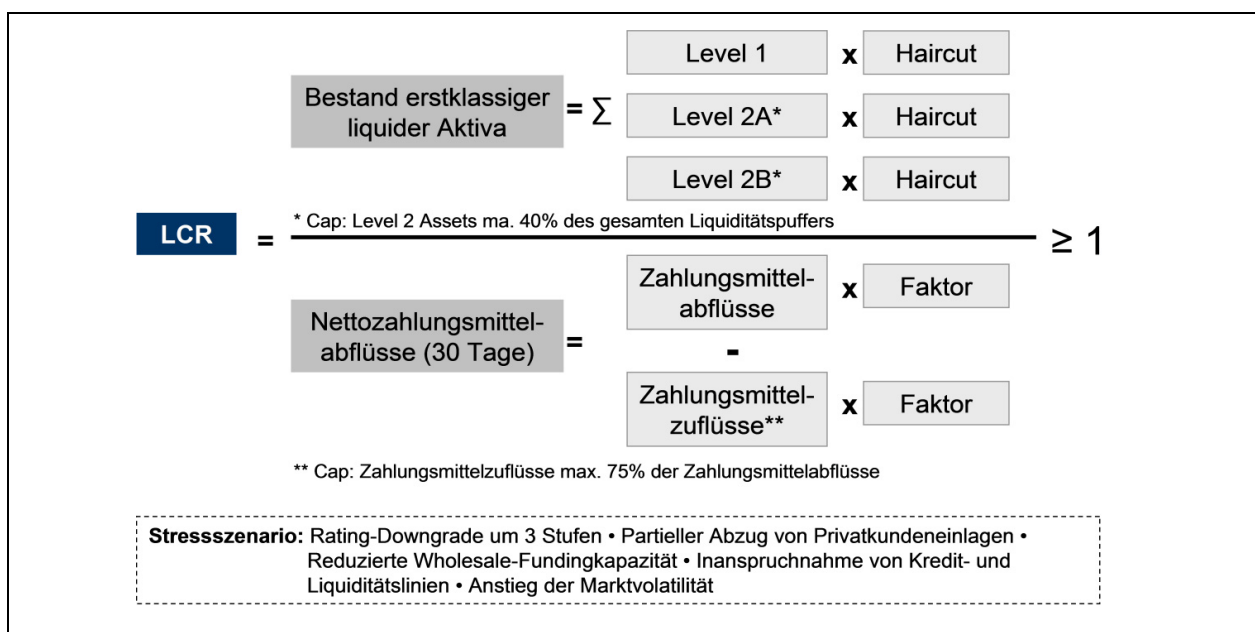 Level 1 x Haircut
Bestand erstklassiger
liquider Aktiva
= ∑
Level 2A* x Haircut
Level 2B* x Haircut
* Cap: Level 2 Assets ma. 40% des gesamten Liquiditätspuffers
LCR = ≥ 1
Zahlungsmittel-
abflüsse
x Faktor
Nettozahlungsmittel-
abflüsse (30 Tage)
=
-
Zahlungsmittel-
zuflüsse**
x Faktor
** Cap: Zahlungsmittelzuflüsse max. 75% der Zahlungsmittelabflüsse
Stressszenario: Rating-Downgrade um 3 Stufen • Partieller Abzug von Privatkundeneinlagen •
Reduzierte Wholesale-Fundingkapazität • Inanspruchnahme von Kredit- und
Liquiditätslinien • Anstieg der Marktvolatilität